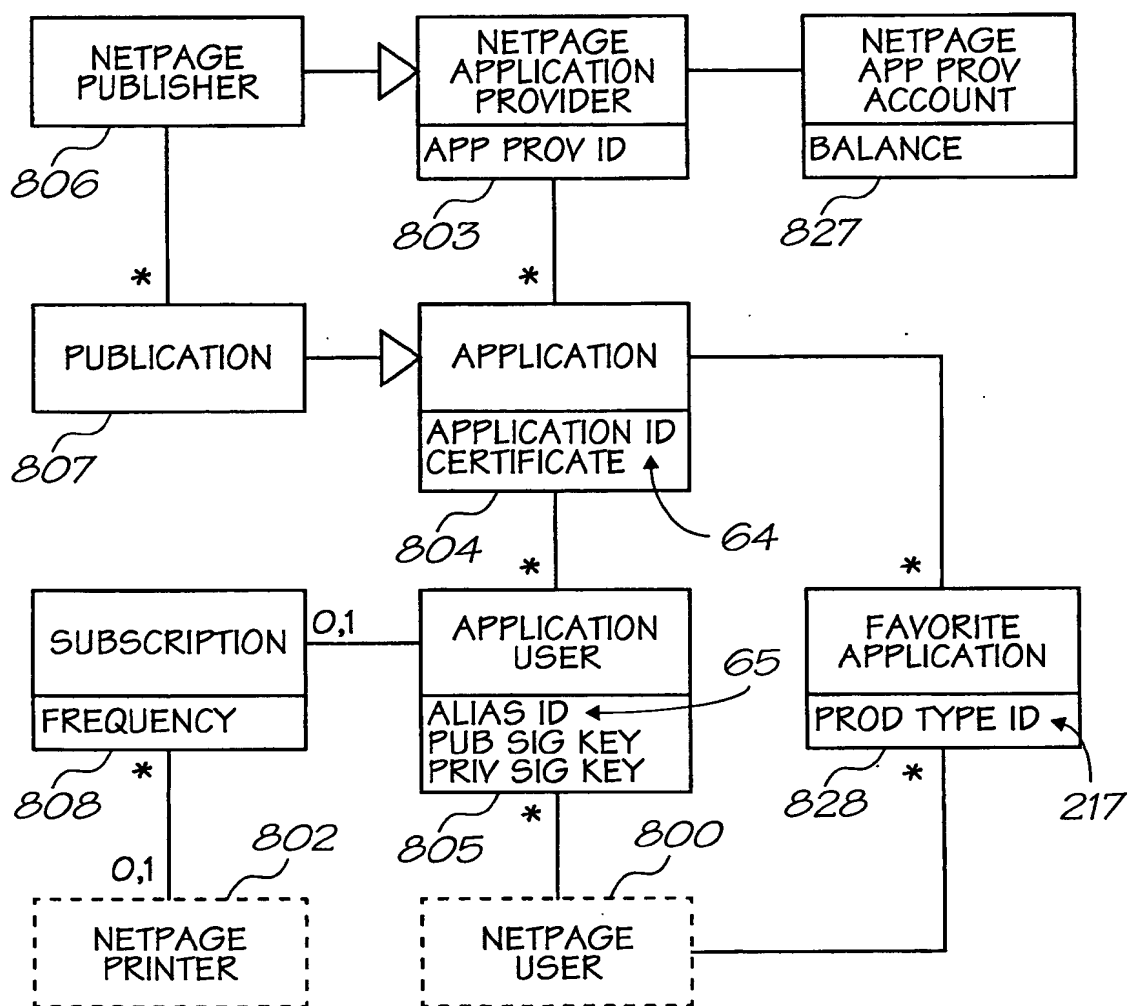 NETPAGE
PUBLISHER
806
NETPAGE
APPLICATION
PROVIDER
APP PROV ID
803
NETPAGE
APP PROV
ACCOUNT
BALANCE
827
*
*
PUBLICATION
807
APPLICATION
APPLICATION ID
CERTIFICATE
804
64
*
*
SUBSCRIPTION
FREQUENCY
808
0,1
APPLICATION
USER
ALIAS ID
PUB SIG KEY
PRIV SIG KEY
805
65
FAVORITE
APPLICATION
PROD TYPE ID
828
217
*
*
*
0,1
802
NETPAGE
PRINTER
800
NETPAGE
USER